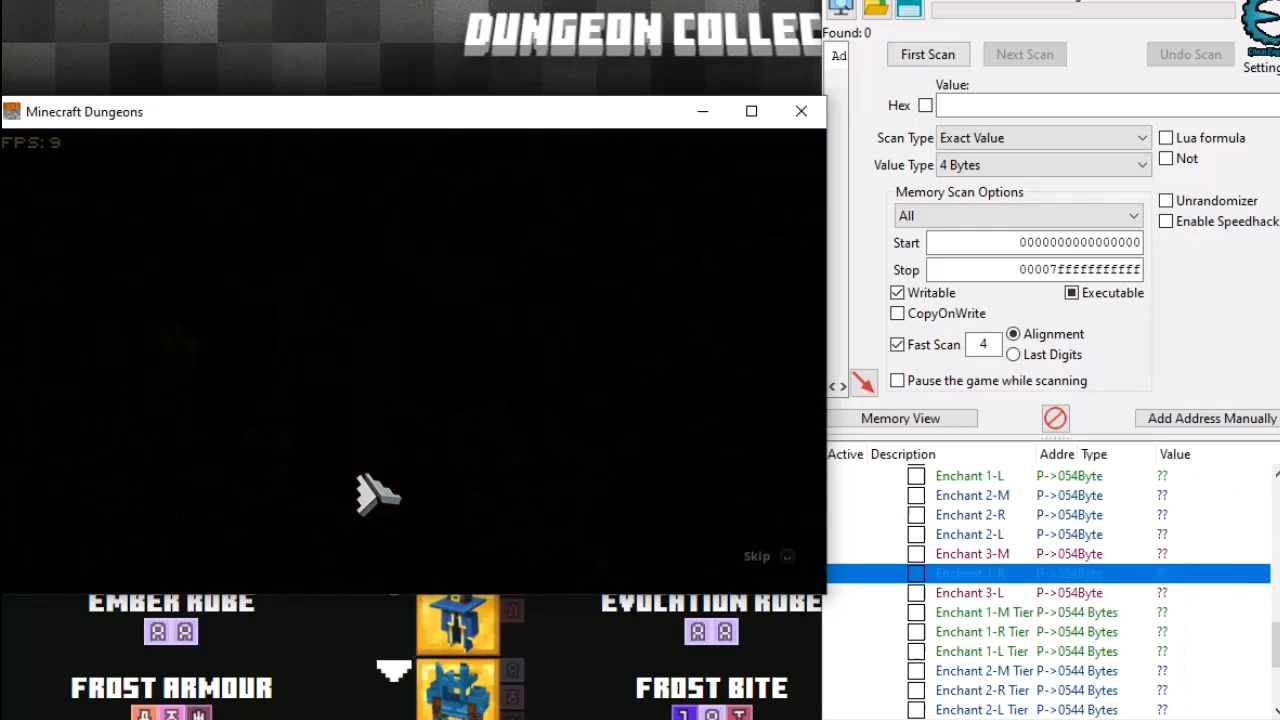 DUNGEON COLLEC
Minecraft Dungeons
FPS: 9
Skip
EMBER ROBE
EVOCATION ROBE
FROST ARMOUR
FROST BITE
Found: 0
Ad
First Scan
Next Scan
Undo Scan
Settin
Value:
Hex
Scan Type Exact Value
Lua formula
Value Type 4 Bytes
Not
Memory Scan Options
All
Unrandomizer
Enable Speedhack
Start 0000000000000000
Stop 00007fffffffffff
Writable Executable
CopyOnWrite
Fast Scan 4 Alignment
Last Digits
Pause the game while scanning
< >
Memory View
Add Address Manually
Active Description Addre Type Value
Enchant 1-L P->054Byte ??
Enchant 2-M P->054Byte ??
Enchant 2-R P->054Byte ??
Enchant 2-L P->054Byte ??
Enchant 3-M P->054Byte ??
Enchant 3-R P->054Byte ??
Enchant 3-L P->054Byte ??
Enchant 1-M Tier P->0544 Bytes ??
Enchant 1-R Tier P->0544 Bytes ??
Enchant 1-L Tier P->0544 Bytes ??
Enchant 2-M Tier P->0544 Bytes ??
Enchant 2-R Tier P->0544 Bytes ??
Enchant 2-L Tier P->0544 Bytes ??